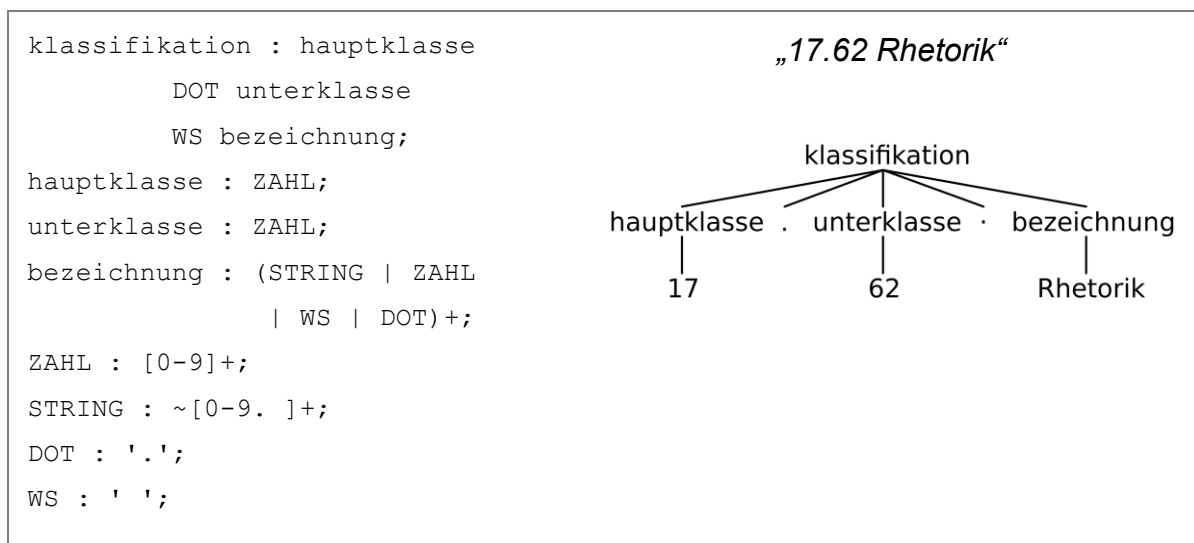 klassifikation : hauptklasse
DOT unterklasse
WS bezeichnung;
hauptklasse : ZAHL;
unterklasse : ZAHL;
bezeichnung : (STRING | ZAHL
| WS | DOT)+;
ZAHL : [0-9]+;
STRING : ~[0-9. ]+;
DOT : '.';
WS : ' ';
„17.62 Rhetorik“
klassifikation
hauptklasse . unterklasse · bezeichnung
17 62 Rhetorik